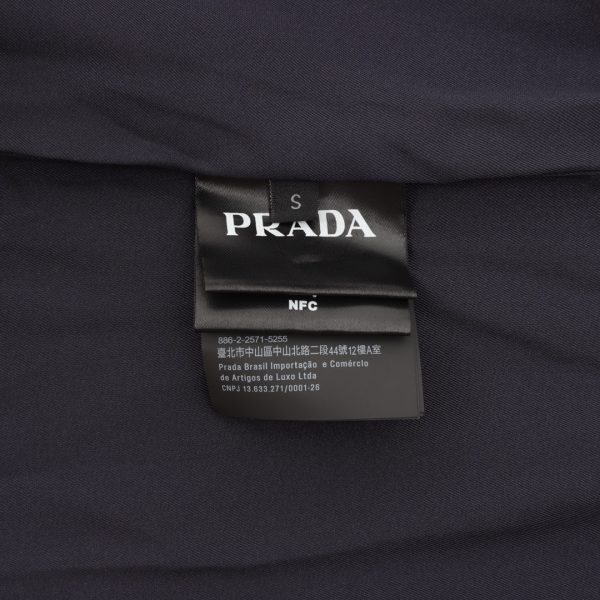 S
PRADA
NFC
886-2-2571-5255
臺北市中山區中山北路二段44號12樓A室
Prada Brasil Importação e Comércio
de Artigos de Luxo Ltda
CNPJ 13.633.271/0001-26